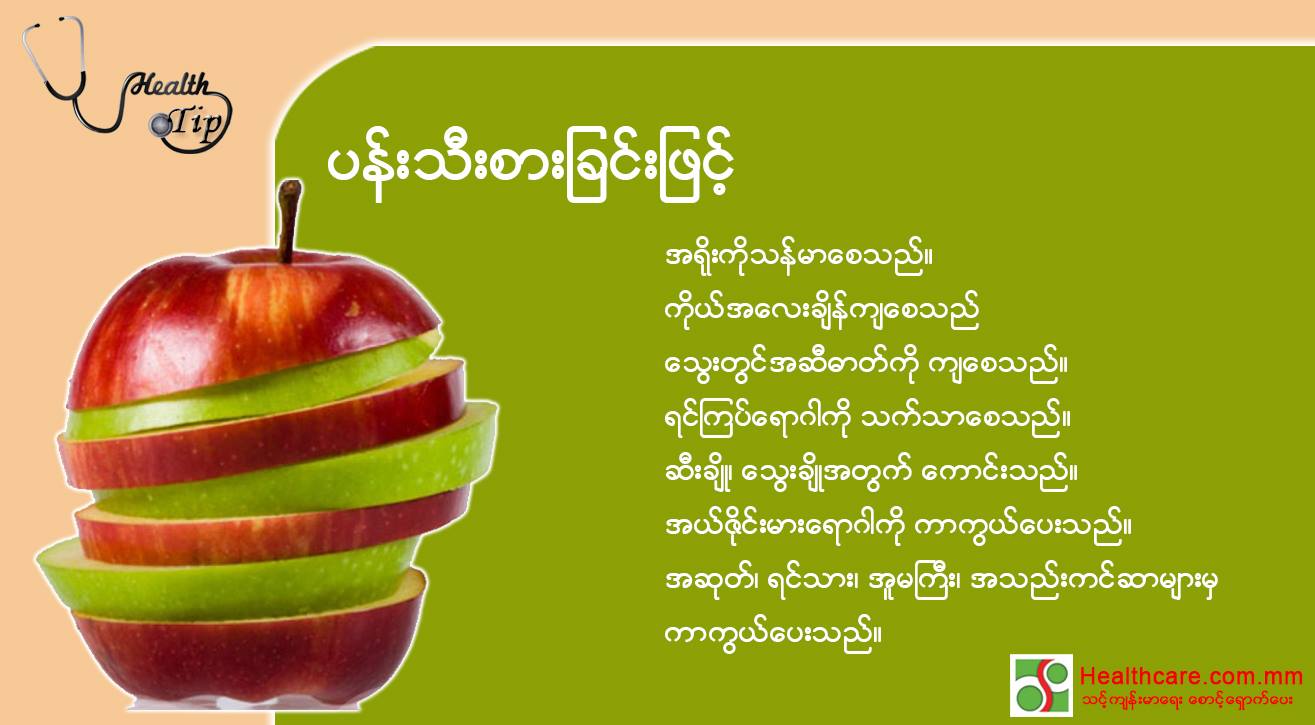 Health
Tip
ပန်းသီးစားခြင်းဖြင့်
အရိုးကိုသန်မာစေသည်။
ကိုယ်အလေးချိန်ကျစေသည်
သွေးတွင်အဆီဓာတ်ကို ကျစေသည်။
ရင်ကြပ်ရောဂါကို သက်သာစေသည်။
ဆီးချို၊ သွေးချိုအတွက် ကောင်းသည်။
အယ်ဇိုင်းမားရောဂါကို ကာကွယ်ပေးသည်။
အဆုတ်၊ ရင်သား၊ အူမကြီး၊ အသည်းကင်ဆာများမှ
ကာကွယ်ပေးသည်။
Healthcare.com.mm
သင့်ကျန်းမာရေး စောင့်ရှောက်ပေး